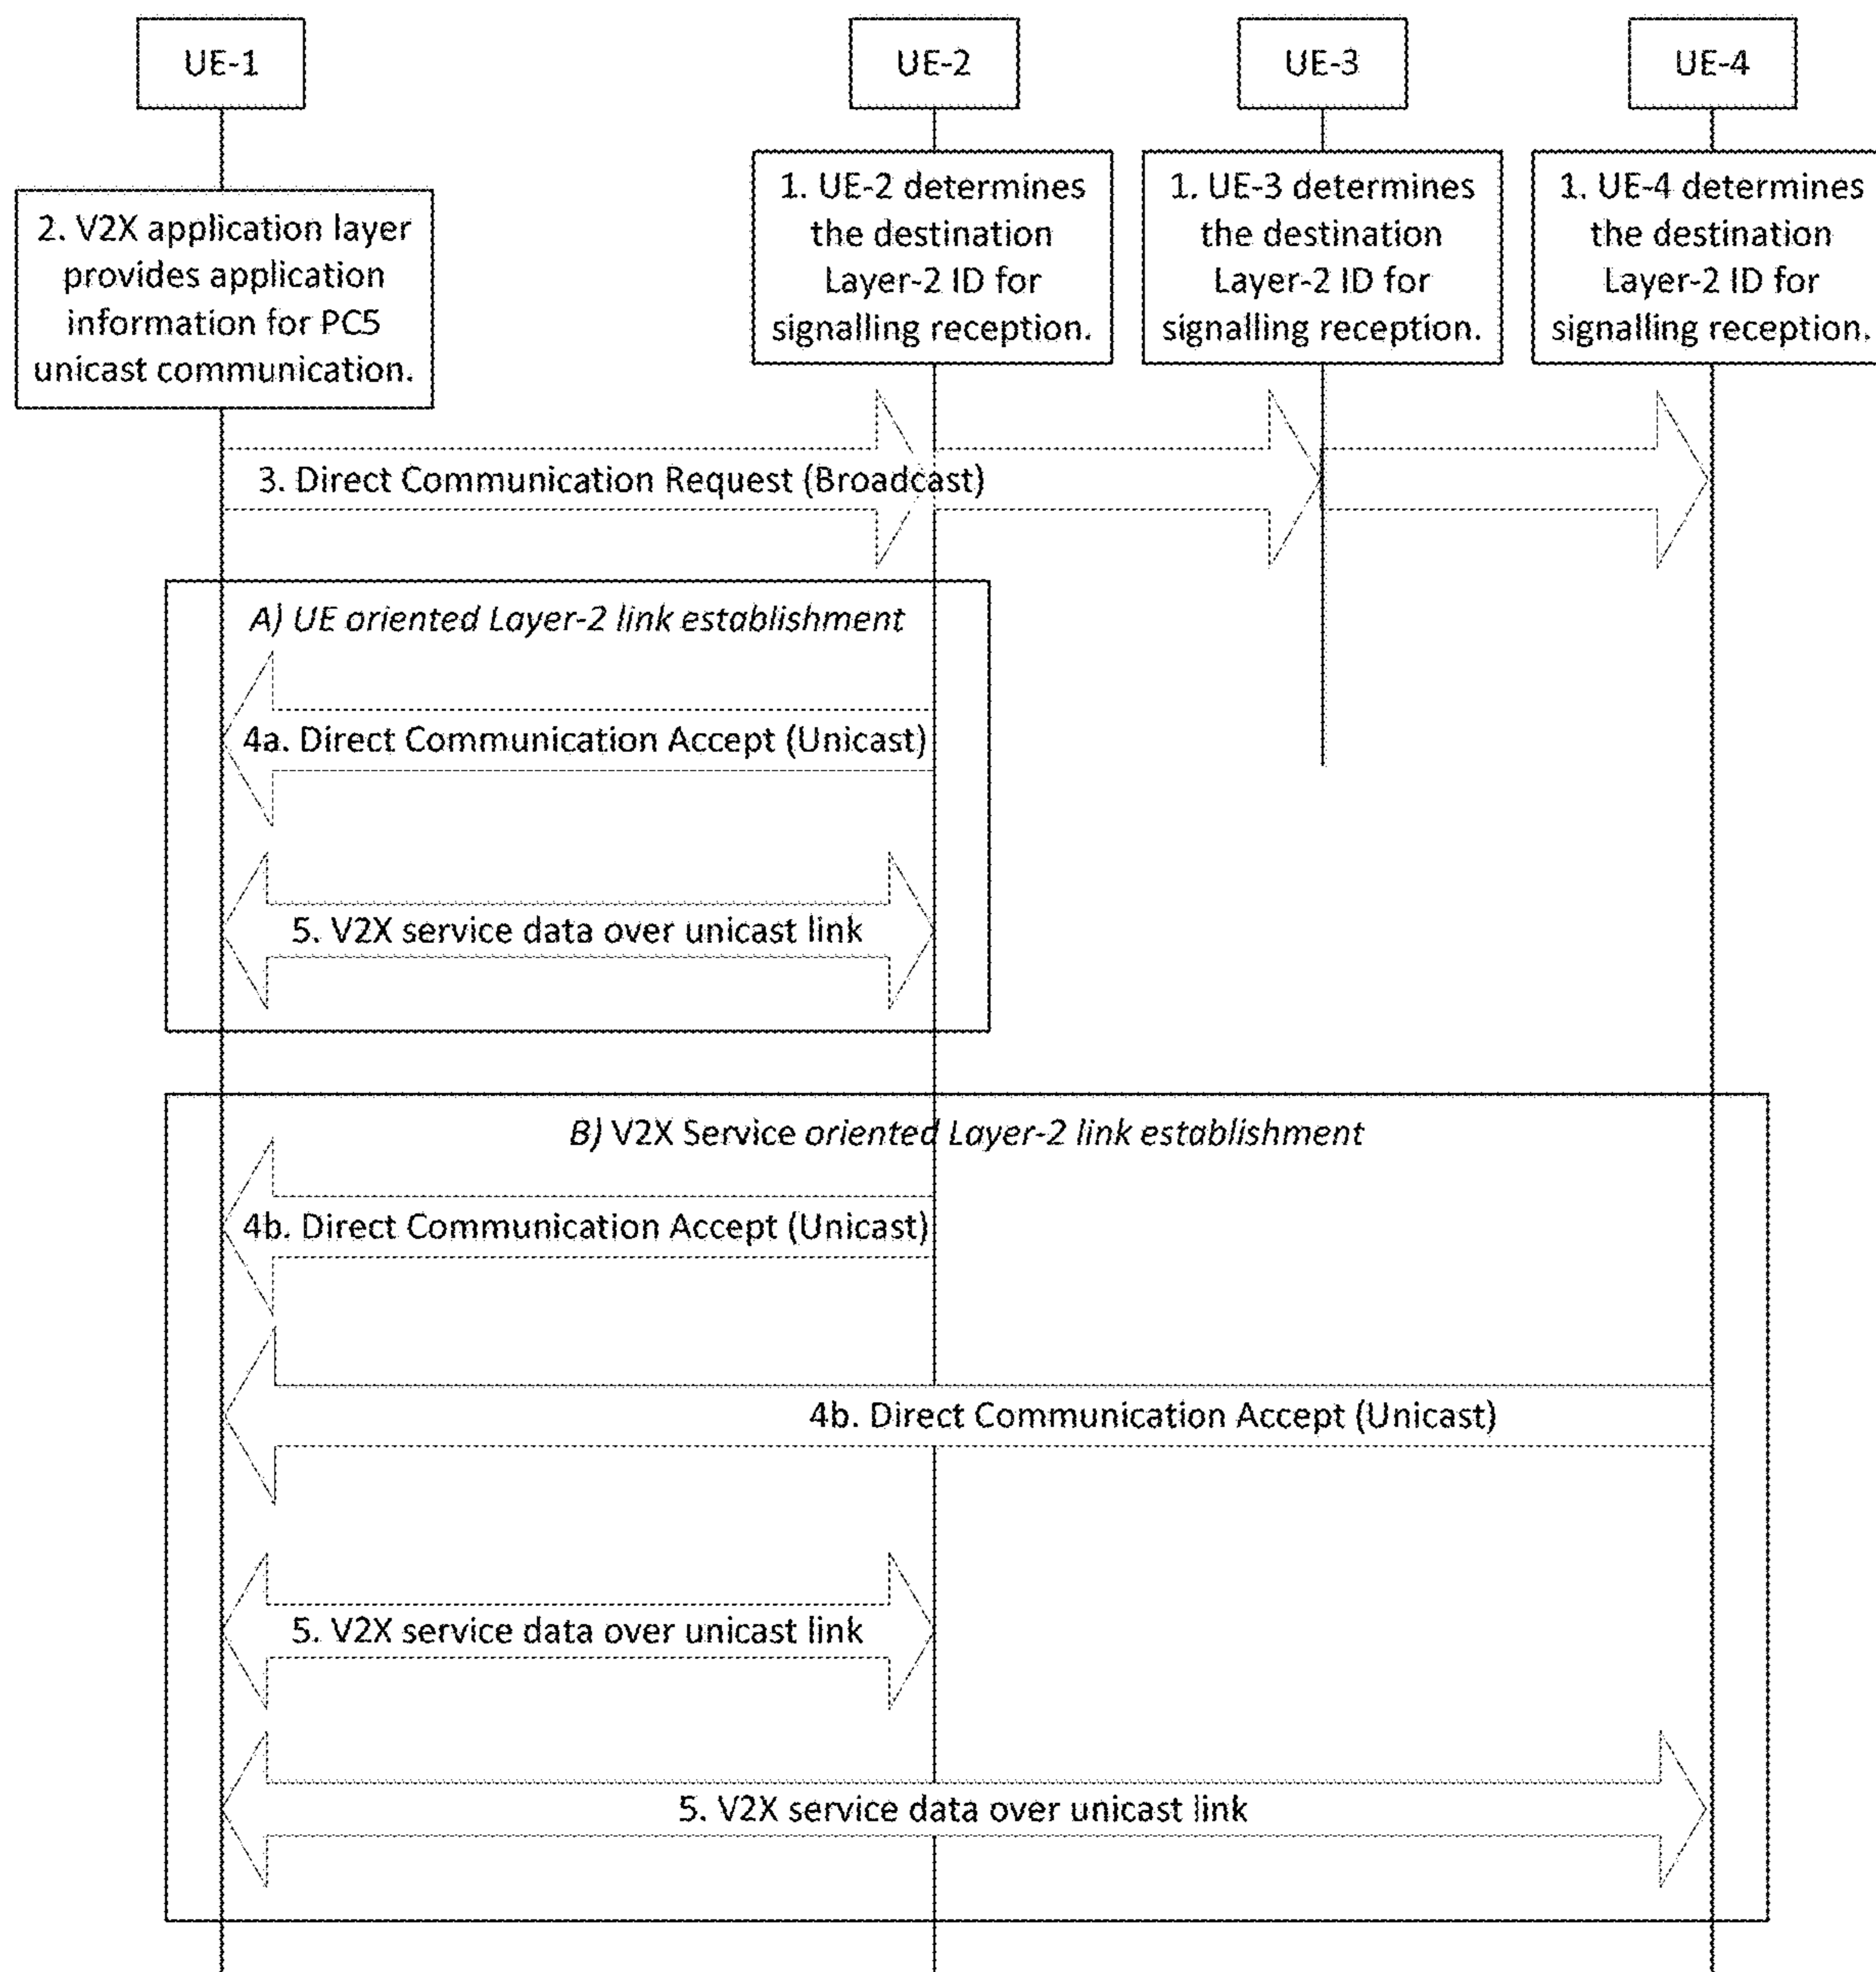 UE-1
UE-2
UE-3
UE-4
2. V2X application layer
provides application
information for PC5
unicast communication.
1. UE-2 determines
the destination
Layer-2 ID for
signalling reception.
1. UE-3 determines
the destination
Layer-2 ID for
signalling reception.
1. UE-4 determines
the destination
Layer-2 ID for
signalling reception.
3. Direct Communication Request (Broadcast)
A) UE oriented Layer-2 link establishment
4a. Direct Communication Accept (Unicast)
5. V2X service data over unicast link
B) V2X Service oriented Layer-2 link establishment
4b. Direct Communication Accept (Unicast)
4b. Direct Communication Accept (Unicast)
5. V2X service data over unicast link
5. V2X service data over unicast link